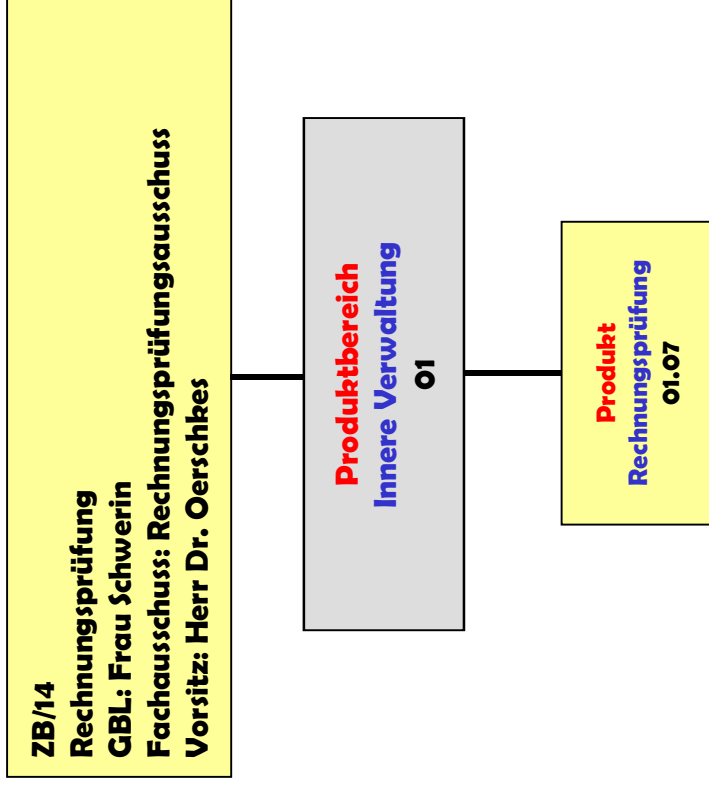 ZB/14
Rechnungsprüfung
GBL: Frau Schwerin
Fachausschuss: Rechnungsprüfungsausschuss
Vorsitz: Herr Dr. Oerschkes
Produktbereich
Innere Verwaltung
01
Produkt
Rechnungsprüfung
01.07